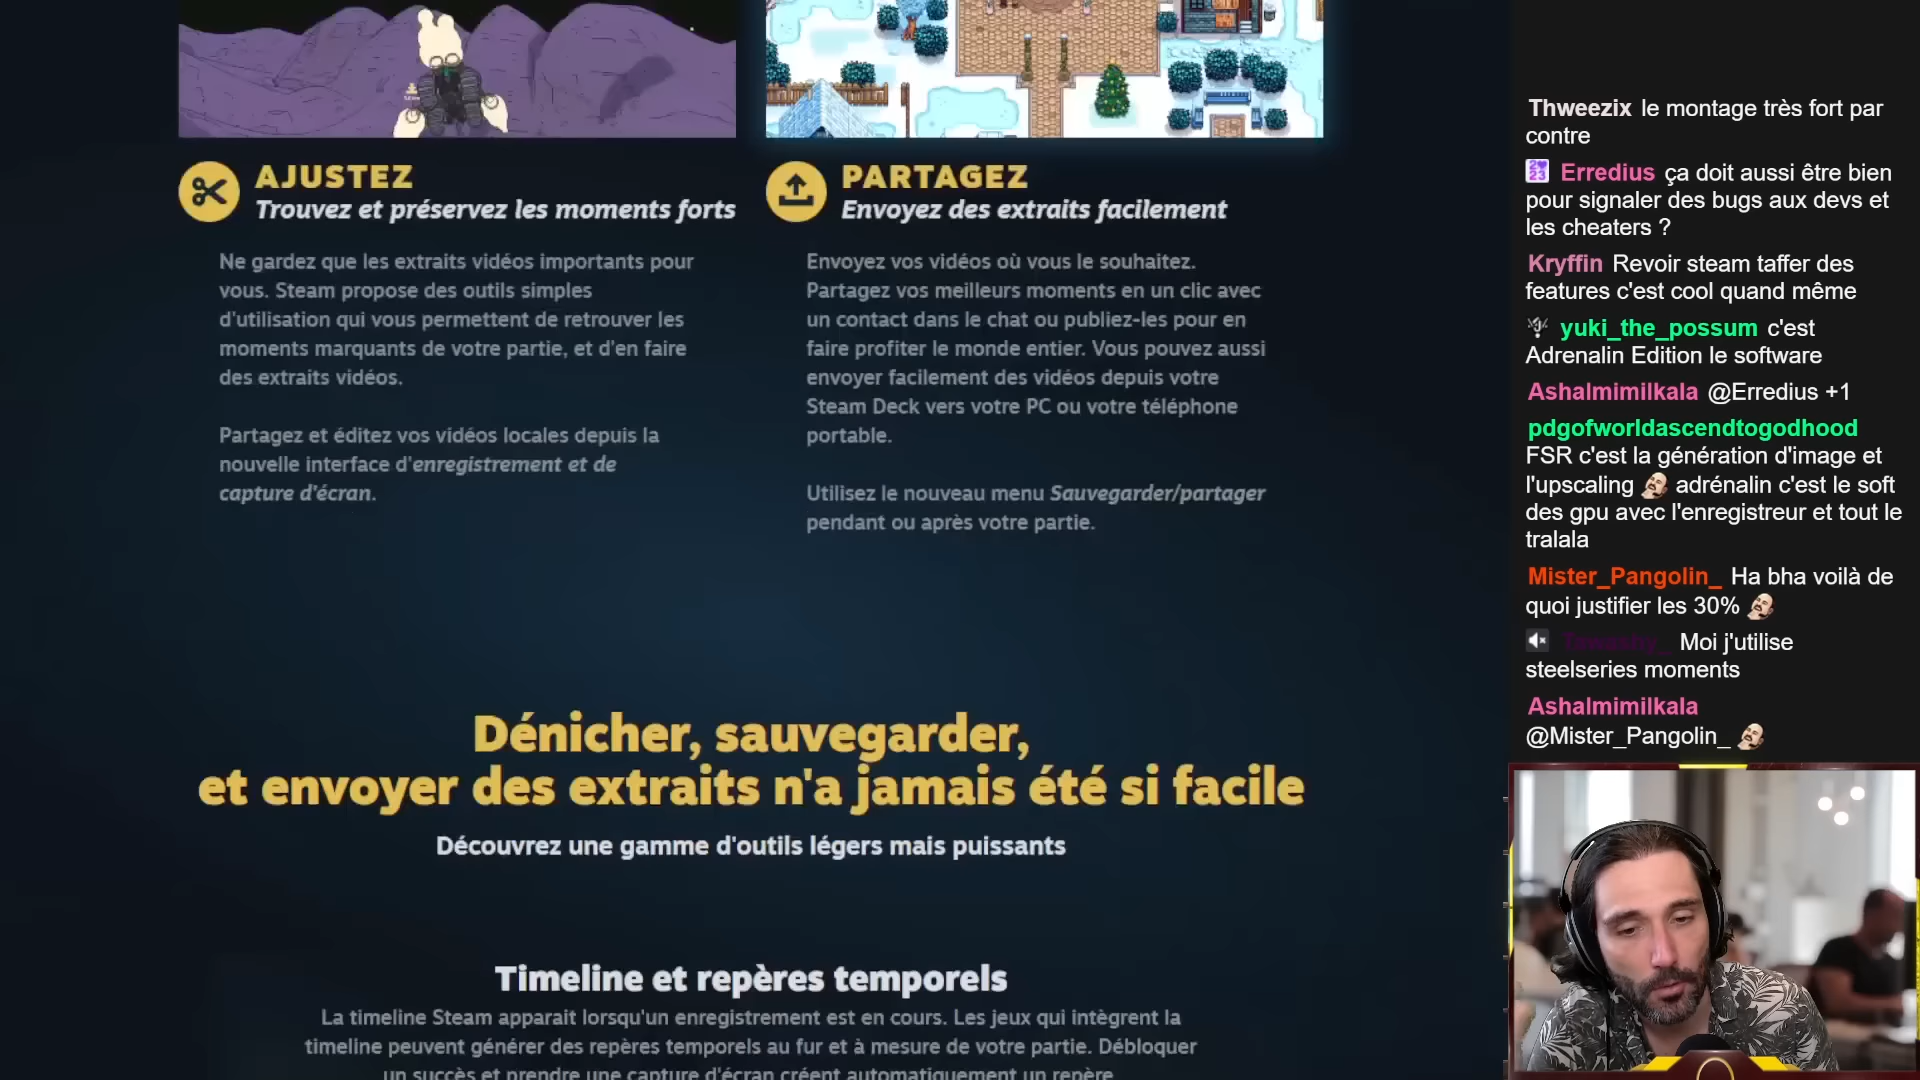 AJUSTEZ
Trouvez et préservez les moments forts
Ne gardez que les extraits vidéos importants pour
vous. Steam propose des outils simples
d'utilisation qui vous permettent de retrouver les
moments marquants de votre partie, et d'en faire
des extraits vidéos.
Partagez et éditez vos vidéos locales depuis la
nouvelle interface d'enregistrement et de
capture d'écran.
PARTAGEZ
Envoyez des extraits facilement
Envoyez vos vidéos où vous le souhaitez.
Partagez vos meilleurs moments en un clic avec
un contact dans le chat ou publiez-les pour en
faire profiter le monde entier. Vous pouvez aussi
envoyer facilement des vidéos depuis votre
Steam Deck vers votre PC ou votre téléphone
portable.
Utilisez le nouveau menu Sauvegarder/partager
pendant ou après votre partie.
Dénicher, sauvegarder,
et envoyer des extraits n'a jamais été si facile
Découvrez une gamme d'outils légers mais puissants
Timeline et repères temporels
La timeline Steam apparait lorsqu'un enregistrement est en cours. Les jeux qui intègrent la
timeline peuvent générer des repères temporels au fur et à mesure de votre partie. Débloquer
un succès et prendre une capture d'écran créent automatiquement un repère
Thweezix le montage très fort par
contre
Erredius ça doit aussi être bien
pour signaler des bugs aux devs et
les cheaters ?
Kryffin Revoir steam taffer des
features c'est cool quand même
yuki_the_possum c'est
Adrenalin Edition le software
Ashalmimilkala @Erredius +1
pdgofworldascendtogodhood
FSR c'est la génération d'image et
l'upscaling adrénalin c'est le soft
des gpu avec l'enregistreur et tout le
tralala
Mister_Pangolin_ Ha bha voilà de
quoi justifier les 30%
Moi j'utilise
steelseries moments
Ashalmimilkala
@Mister_Pangolin_